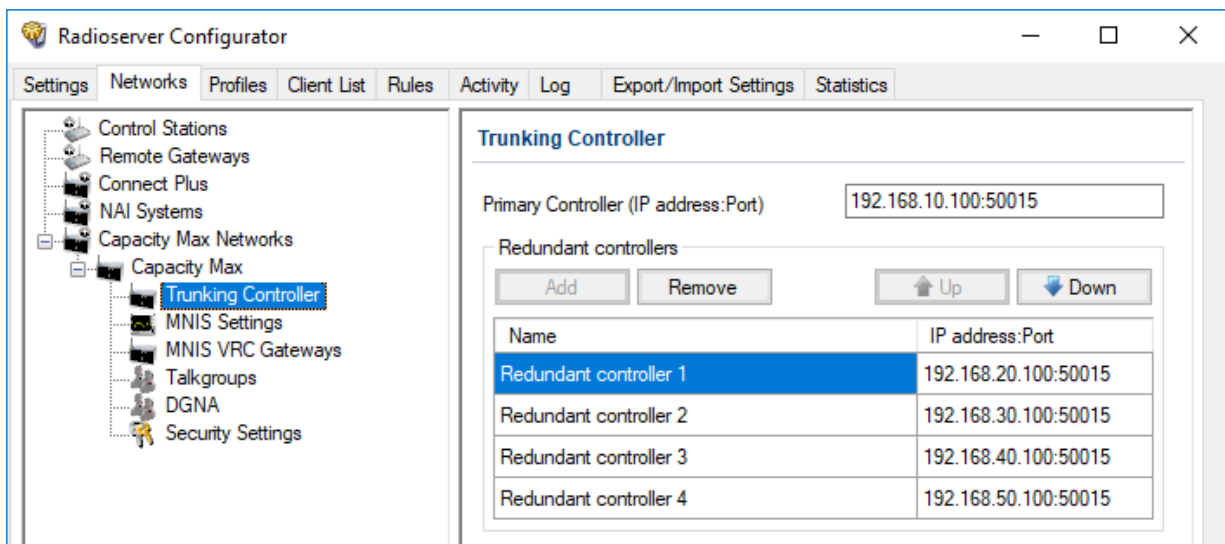 Radioserver Configurator
Settings Networks Profiles Client List Rules Activity Log Export/Import Settings Statistics
Control Stations
Remote Gateways
Connect Plus
NAI Systems
Capacity Max Networks
Capacity Max
Trunking Controller
MNIS Settings
MNIS VRC Gateways
Talkgroups
DGNA
Security Settings
Trunking Controller
Primary Controller (IP address:Port) 192.168.10.100:50015
Redundant controllers
Add Remove Up Down
Name IP address:Port
Redundant controller 1 192.168.20.100:50015
Redundant controller 2 192.168.30.100:50015
Redundant controller 3 192.168.40.100:50015
Redundant controller 4 192.168.50.100:50015